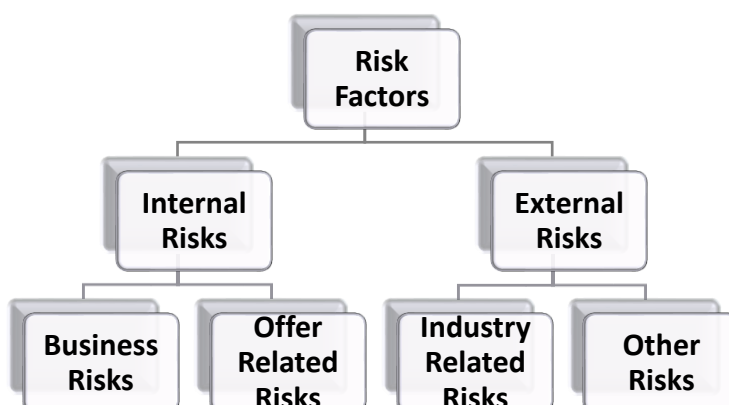 Risk
Factors
Internal
Risks
External
Risks
Business
Risks
Offer
Related
Risks
Industry
Related
Risks
Other
Risks